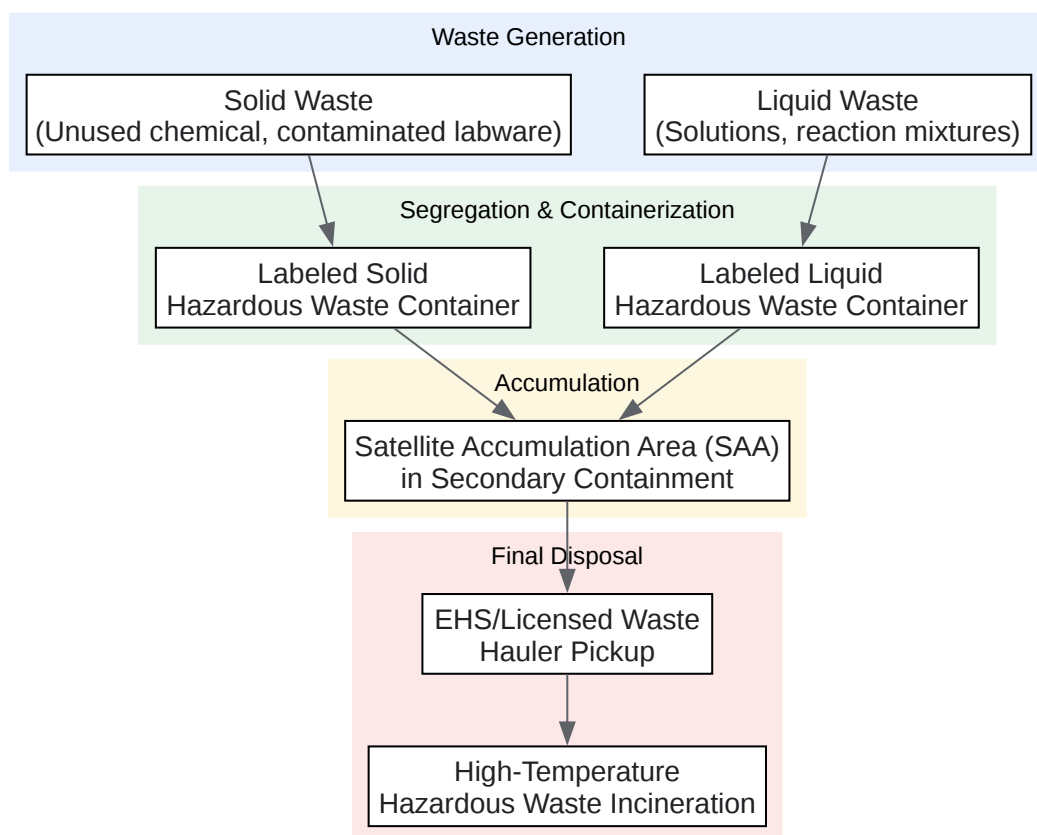 Waste Generation
Solid Waste
(Unused chemical, contaminated labware)
Liquid Waste
(Solutions, reaction mixtures)
Segregation & Containerization
Labeled Solid
Hazardous Waste Container
Labeled Liquid
Hazardous Waste Container
Accumulation
Satellite Accumulation Area (SAA)
in Secondary Containment
Final Disposal
EHS/Licensed Waste
Hauler Pickup
High-Temperature
Hazardous Waste Incineration